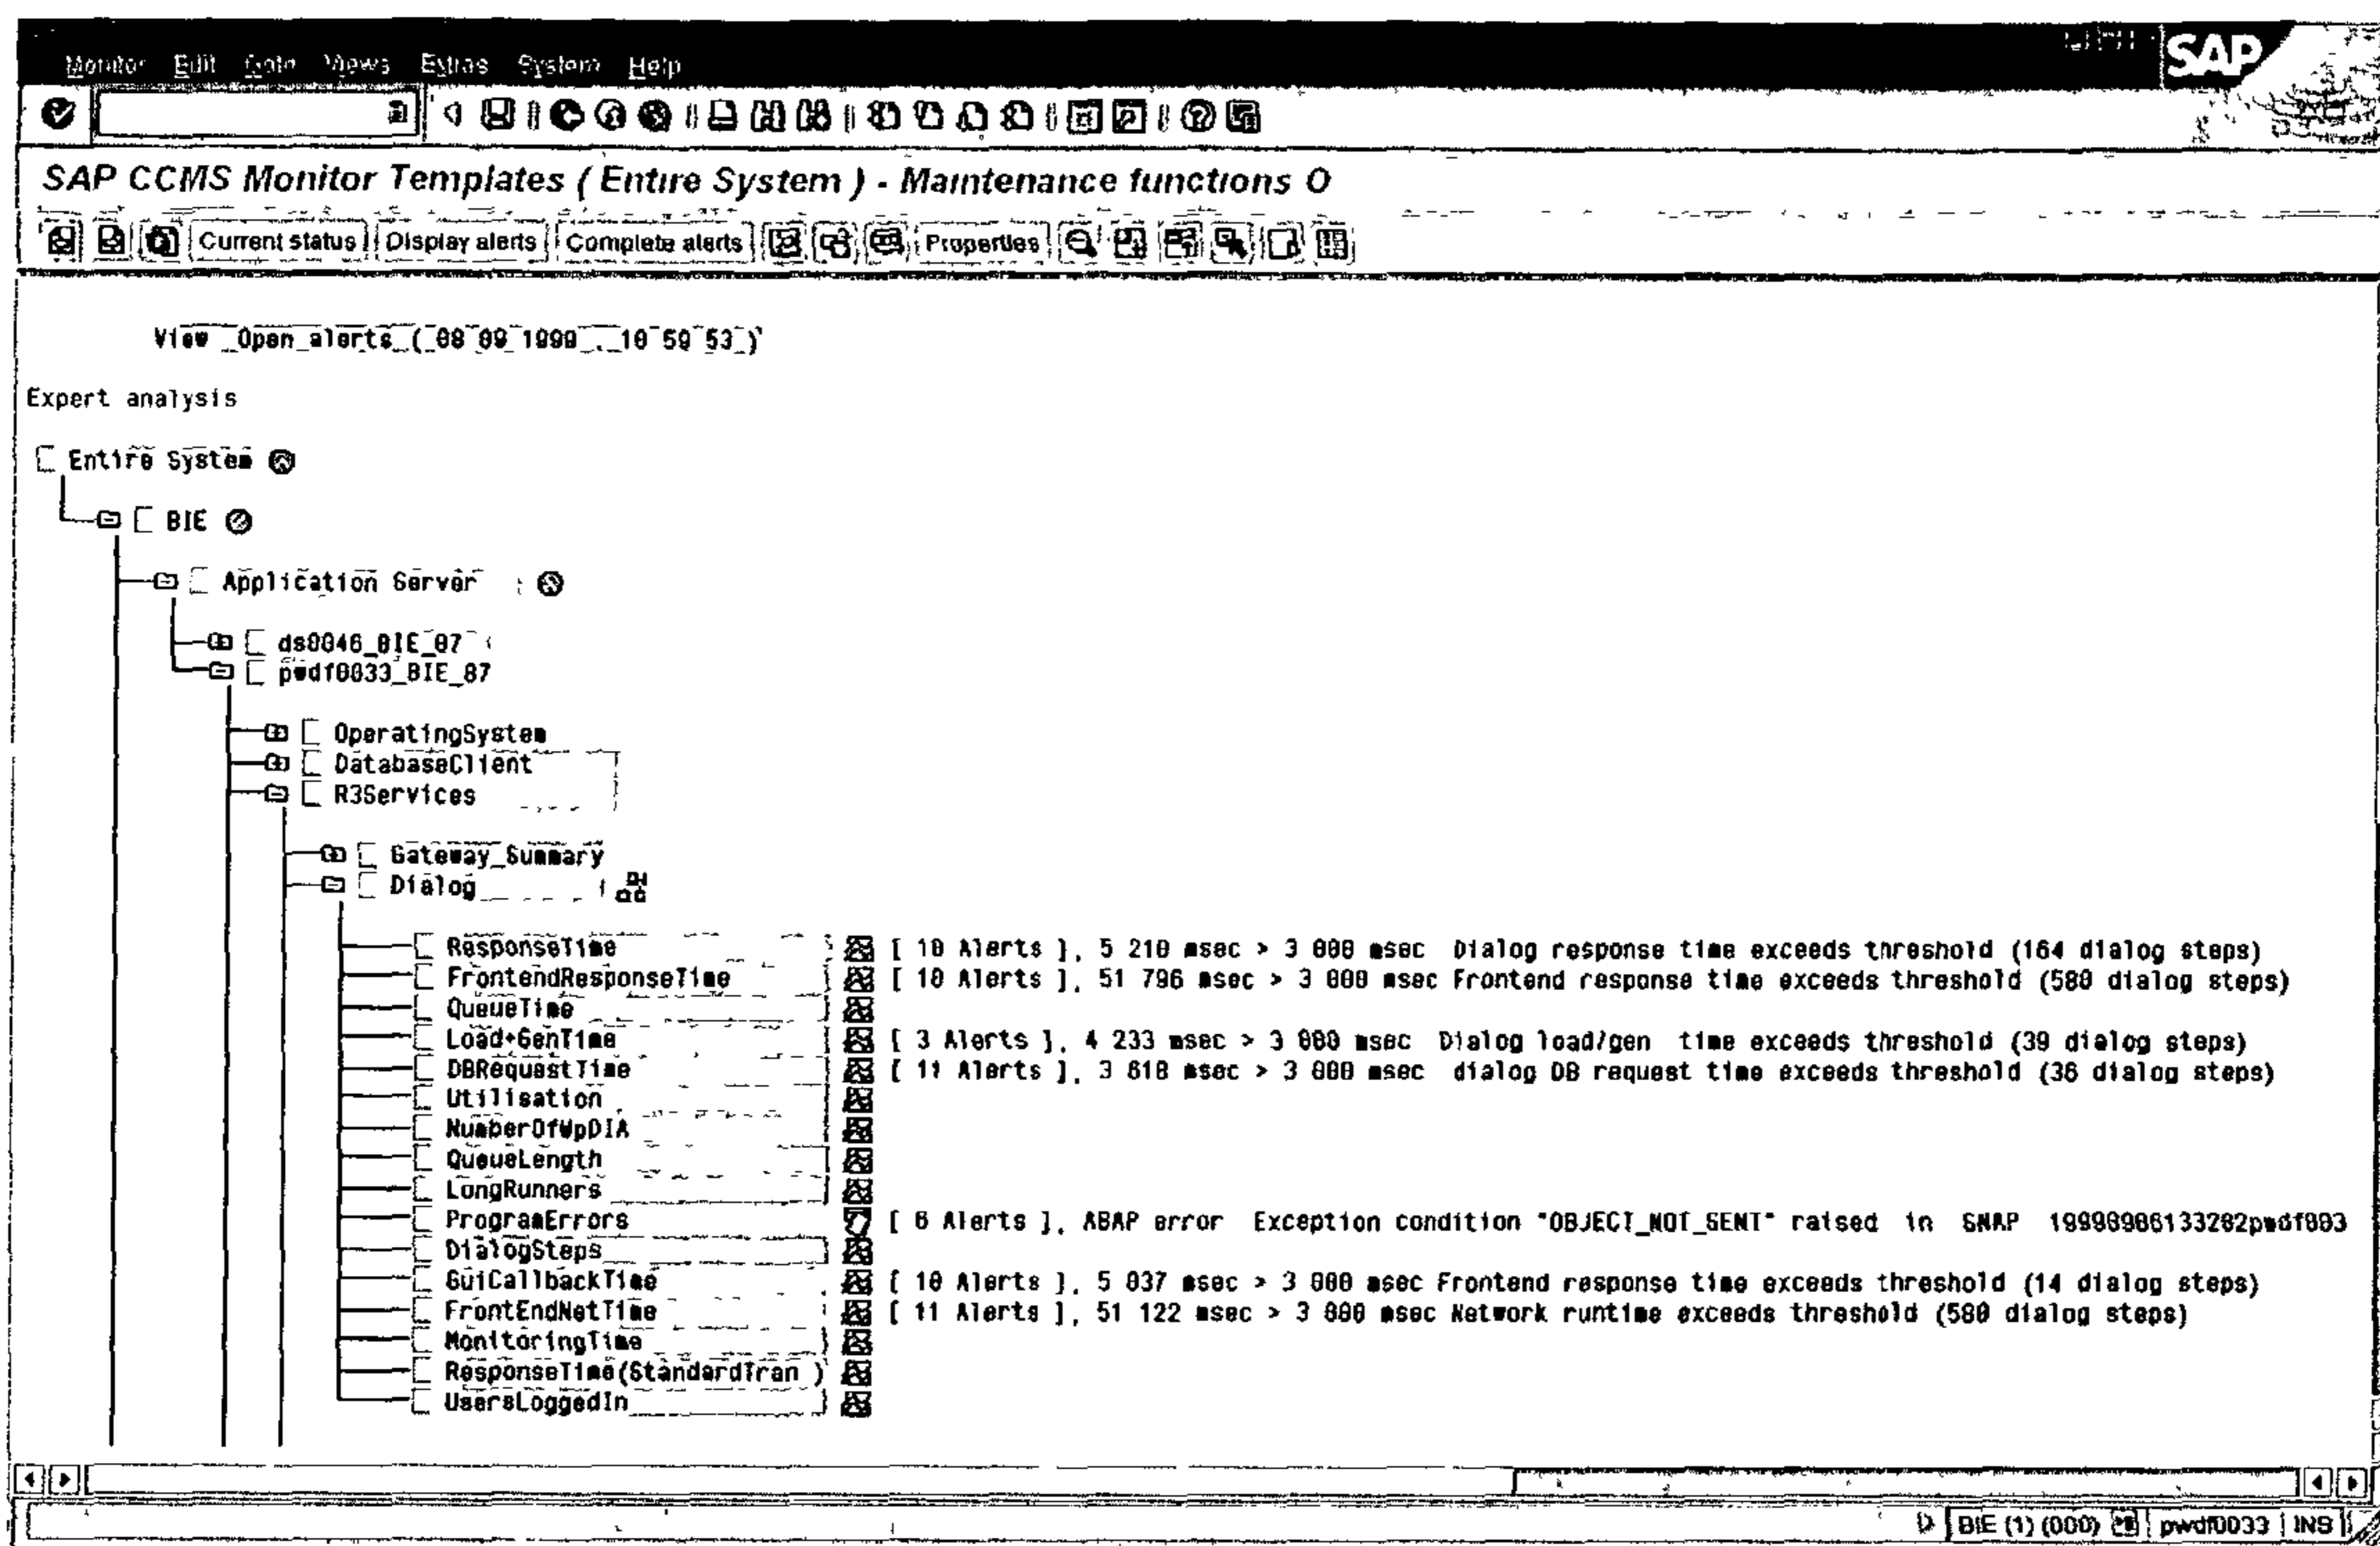 Monitor Edit Goto Views Extras System Help
SAP
SAP CCMS Monitor Templates ( Entire System ) - Maintenance functions O
Current status Display alerts Complete alerts Properties
View Open alerts ( 08 09 1999 , 10 59 53 )
Expert analysis
Entire System
BIE
Application Server
ds0046_BIE_07
pwdf0033_BIE_07
OperatingSystem
DatabaseClient
R3Services
Gateway_Summary
Dialog
ResponseTime [ 10 Alerts ], 5 210 msec > 3 000 msec Dialog response time exceeds threshold (164 dialog steps)
FrontendResponseTime [ 10 Alerts ], 51 796 msec > 3 000 msec Frontend response time exceeds threshold (580 dialog steps)
QueueTime
Load+GenTime [ 3 Alerts ], 4 233 msec > 3 000 msec Dialog load/gen time exceeds threshold (39 dialog steps)
DBRequestTime [ 11 Alerts ], 3 618 msec > 3 000 msec dialog DB request time exceeds threshold (36 dialog steps)
Utilisation
NumberOfWpDIA
QueueLength
LongRunners
ProgramErrors [ 6 Alerts ], ABAP error Exception condition "OBJECT_NOT_SENT" raised in SNAP
DialogSteps
GuiCallbackTime [ 10 Alerts ], 5 037 msec > 3 000 msec Frontend response time exceeds threshold (14 dialog steps)
FrontEndNetTime [ 11 Alerts ], 51 122 msec > 3 000 msec Network runtime exceeds threshold (580 dialog steps)
MonitoringTime
ResponseTime(StandardTran )
UsersLoggedIn
BIE (1) (000) pwdf0033 INS